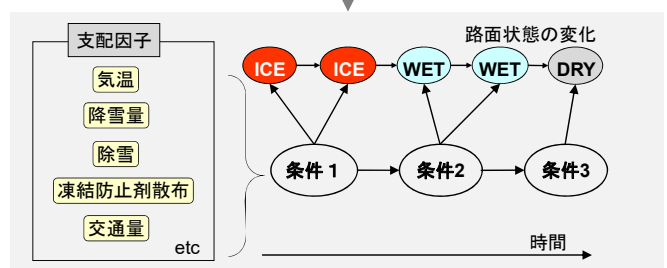 支配因子
気温
降雪量
除雪
凍結防止剤散布
交通量
etc
路面状態の変化
ICE
ICE
WET
WET
DRY
条件1
条件2
条件3
時間